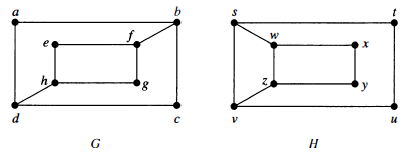 a b s t
e f w x
h g z y
d c v u
G H